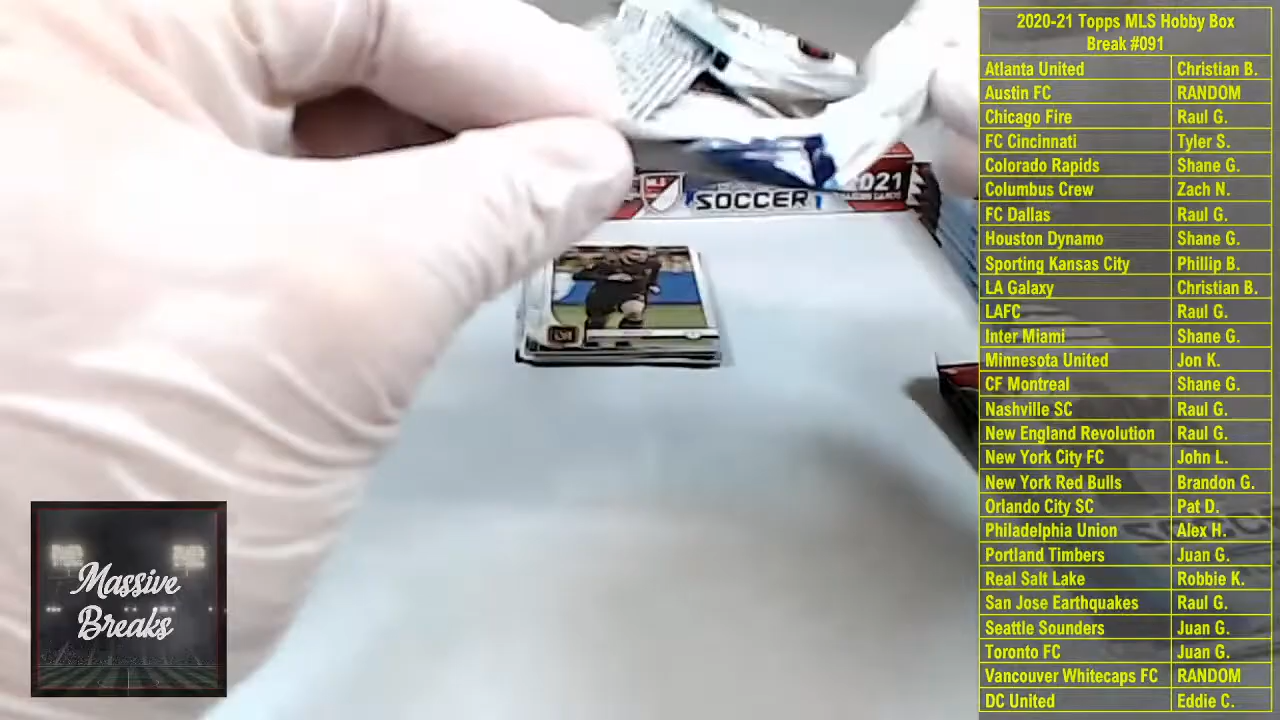 2020-21 Topps MLS Hobby Box
Break #091
Atlanta United Christian B.
Austin FC RANDOM
Chicago Fire Raul G.
FC Cincinnati Tyler S.
Colorado Rapids Shane G.
Columbus Crew Zach N.
FC Dallas Raul G.
Houston Dynamo Shane G.
Sporting Kansas City Phillip B.
LA Galaxy Christian B.
LAFC Raul G.
Inter Miami Shane G.
Minnesota United Jon K.
CF Montreal Shane G.
Nashville SC Raul G.
New England Revolution Raul G.
New York City FC John L.
New York Red Bulls Brandon G.
Orlando City SC Pat D.
Philadelphia Union Alex H.
Portland Timbers Juan G.
Real Salt Lake Robbie K.
San Jose Earthquakes Raul G.
Seattle Sounders Juan G.
Toronto FC Juan G.
Vancouver Whitecaps FC RANDOM
DC United Eddie C.
MLS
SOCCER
2021
Massive
Breaks